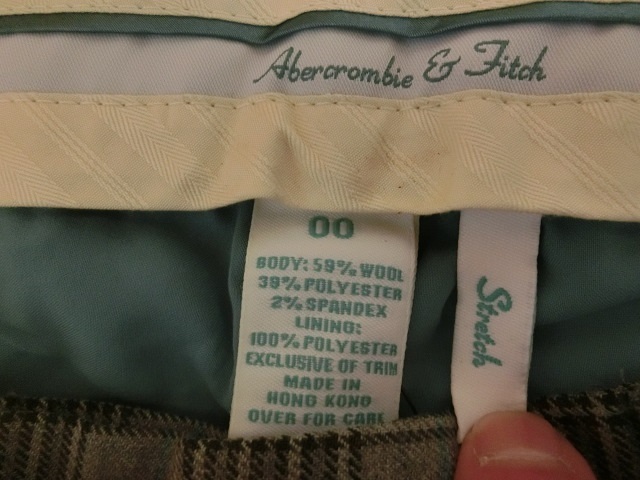 Abercrombie & Fitch
00
BODY: 59% WOOL
39% POLYESTER
2% SPANDEX
LINING:
100% POLYESTER
EXCLUSIVE OF TRIM
MADE IN
HONG KONG
OVER FOR CARE
Stretch